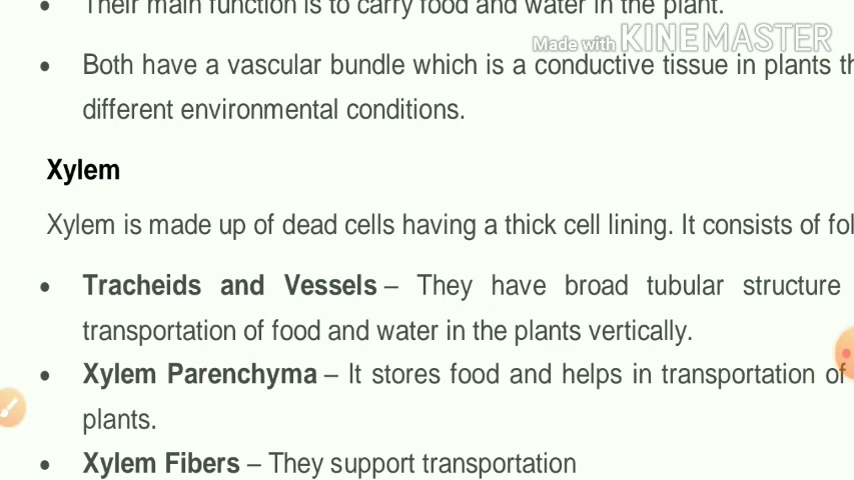 Their main function is to carry food and water in the plant.
Made with KINEMASTER
Both have a vascular bundle which is a conductive tissue in plants
different environmental conditions.
Xylem
Xylem is made up of dead cells having a thick cell lining. It consists of
Tracheids and Vessels – They have broad tubular structure
transportation of food and water in the plants vertically.
Xylem Parenchyma – It stores food and helps in transportation of
plants.
Xylem Fibers – They support transportation